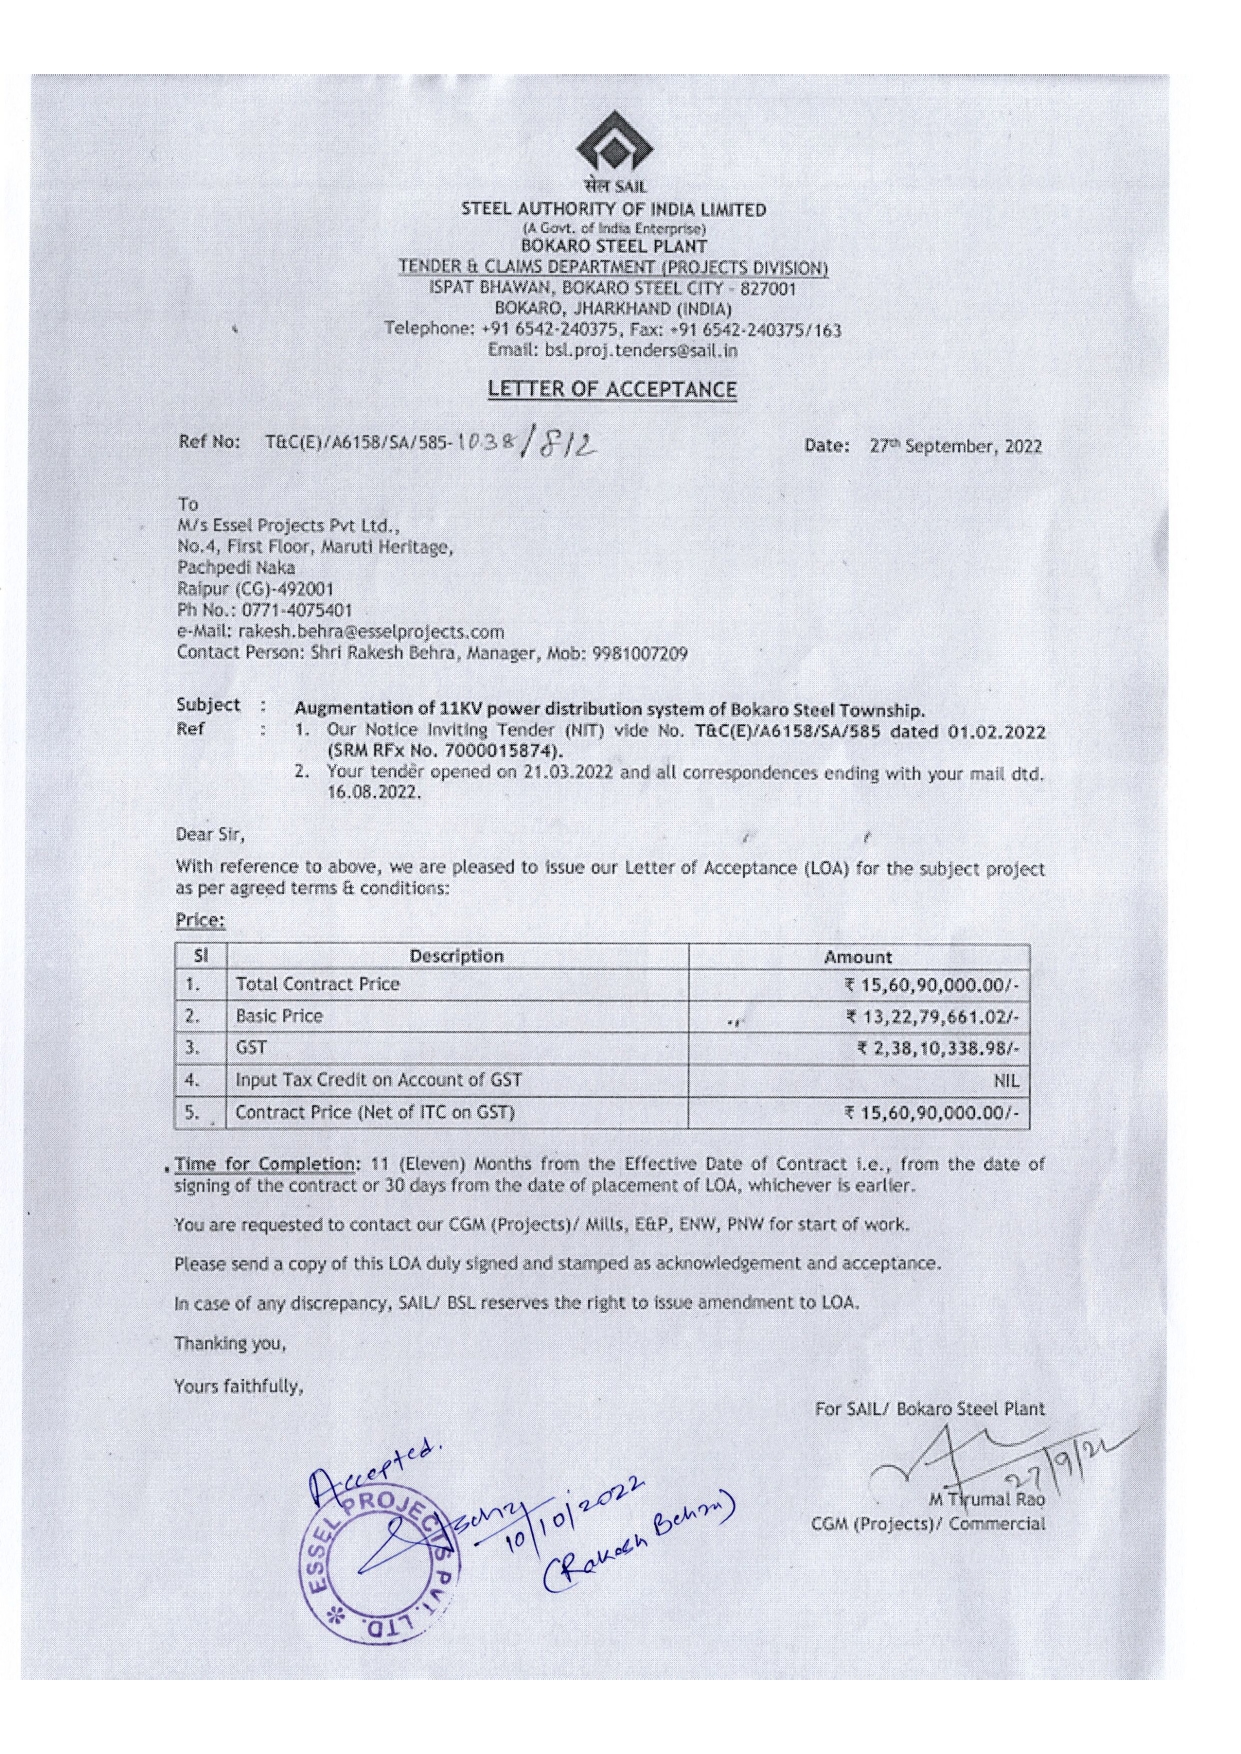 सेल SAIL
STEEL AUTHORITY OF INDIA LIMITED
(A Govt. of India Enterprise)
BOKARO STEEL PLANT
TENDER & CLAIMS DEPARTMENT (PROJECTS DIVISION)
ISPAT BHAWAN, BOKARO STEEL CITY - 827001
BOKARO, JHARKHAND (INDIA)
Telephone: +91 6542-240375, Fax: +91 6542-240375/163
Email: bsl.proj.tenders@sail.in
LETTER OF ACCEPTANCE
Ref No: T&C(E)/A6158/SA/585-1038/812 Date: 27th September, 2022
To
M/s Essel Projects Pvt Ltd.,
No.4, First Floor, Maruti Heritage,
Pachpedi Naka
Raipur (CG)-492001
Ph No.: 0771-4075401
e-Mail: rakesh.behra@esselprojects.com
Contact Person: Shri Rakesh Behra, Manager, Mob: 9981007209
Subject : Augmentation of 11KV power distribution system of Bokaro Steel Township.
Ref : 1. Our Notice Inviting Tender (NIT) vide No. T&C(E)/A6158/SA/585 dated 01.02.2022
(SRM RFx No. 7000015874).
2. Your tender opened on 21.03.2022 and all correspondences ending with your mail dtd.
16.08.2022.
Dear Sir,
With reference to above, we are pleased to issue our Letter of Acceptance (LOA) for the subject project
as per agreed terms & conditions:
Price:
Sl Description Amount
1. Total Contract Price ₹ 15,60,90,000.00/-
2. Basic Price ₹ 13,22,79,661.02/-
3. GST ₹ 2,38,10,338.98/-
4. Input Tax Credit on Account of GST NIL
5. Contract Price (Net of ITC on GST) ₹ 15,60,90,000.00/-
Time for Completion: 11 (Eleven) Months from the Effective Date of Contract i.e., from the date of
signing of the contract or 30 days from the date of placement of LOA, whichever is earlier.
You are requested to contact our CGM (Projects)/ Mills, E&P, ENW, PNW for start of work.
Please send a copy of this LOA duly signed and stamped as acknowledgement and acceptance.
In case of any discrepancy, SAIL/ BSL reserves the right to issue amendment to LOA.
Thanking you,
Yours faithfully,
For SAIL/ Bokaro Steel Plant
27/9/22
M Tirumal Rao
CGM (Projects)/ Commercial
Accepted.
10/10/2022
(Rakesh Behra)
ESSEL PROJECTS PVT. LTD.